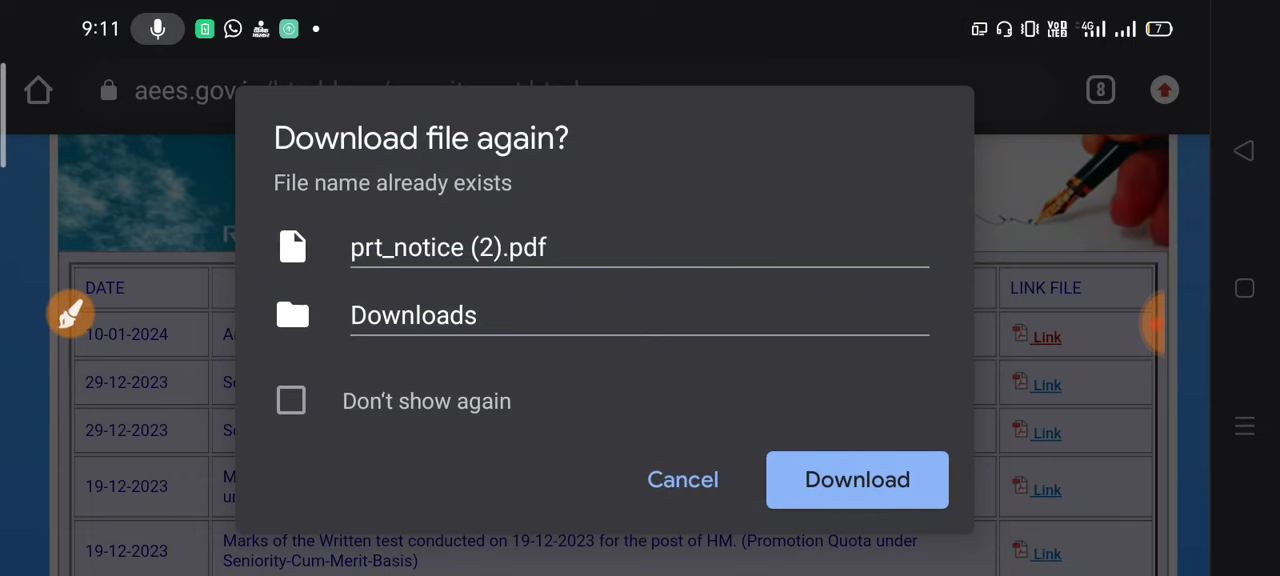 9:11
4G
7
aees.gov.i
8
Download file again?
File name already exists
prt_notice (2).pdf
Downloads
Don't show again
Cancel
Download
DATE
LINK FILE
10-01-2024
Link
29-12-2023
Link
29-12-2023
Link
19-12-2023
Link
19-12-2023
Marks of the Written test conducted on 19-12-2023 for the post of HM. (Promotion Quota under
Seniority-Cum-Merit-Basis)
Link